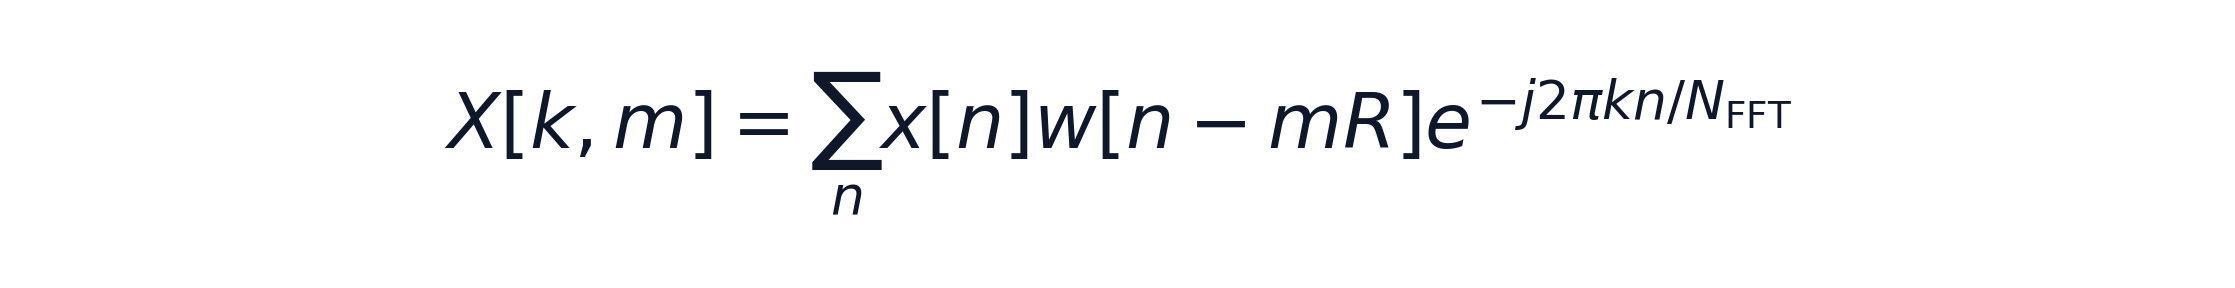 X[k, m] = ∑_n x[n]w[n − mR]e^{−j2πkn/N_FFT}